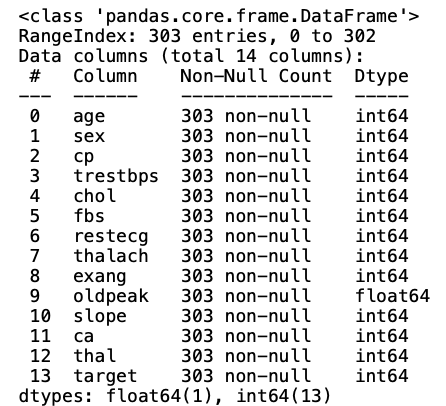 <class 'pandas.core.frame.DataFrame'>
RangeIndex: 303 entries, 0 to 302
Data columns (total 14 columns):
 #   Column    Non-Null Count  Dtype
---  ------    --------------  -----
 0   age       303 non-null    int64
 1   sex       303 non-null    int64
 2   cp        303 non-null    int64
 3   trestbps  303 non-null    int64
 4   chol      303 non-null    int64
 5   fbs       303 non-null    int64
 6   restecg   303 non-null    int64
 7   thalach   303 non-null    int64
 8   exang     303 non-null    int64
 9   oldpeak   303 non-null    float64
 10  slope     303 non-null    int64
 11  ca        303 non-null    int64
 12  thal      303 non-null    int64
 13  target    303 non-null    int64
dtypes: float64(1), int64(13)